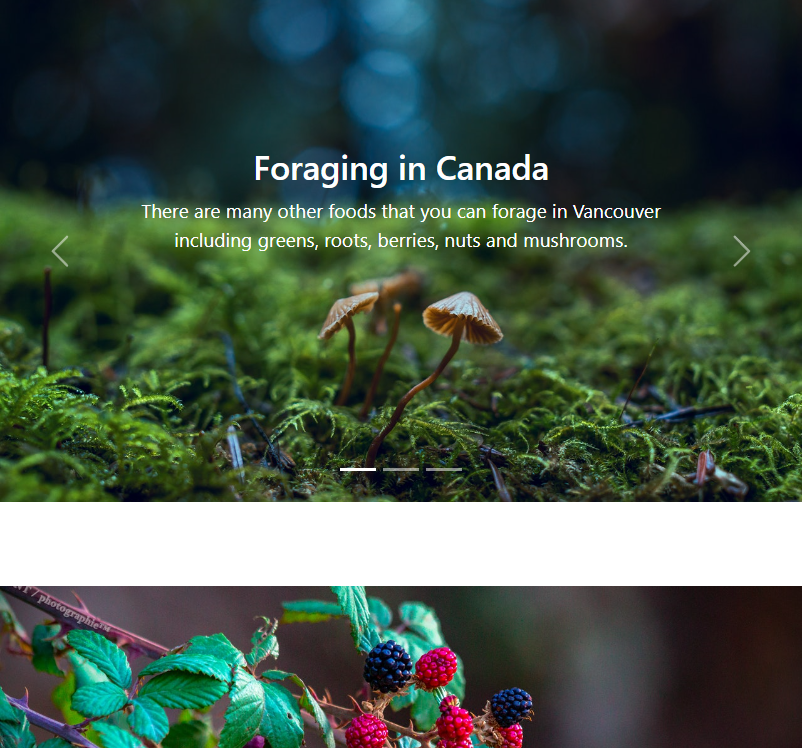 Foraging in Canada
There are many other foods that you can forage in Vancouver
including greens, roots, berries, nuts and mushrooms.
/ photographie™